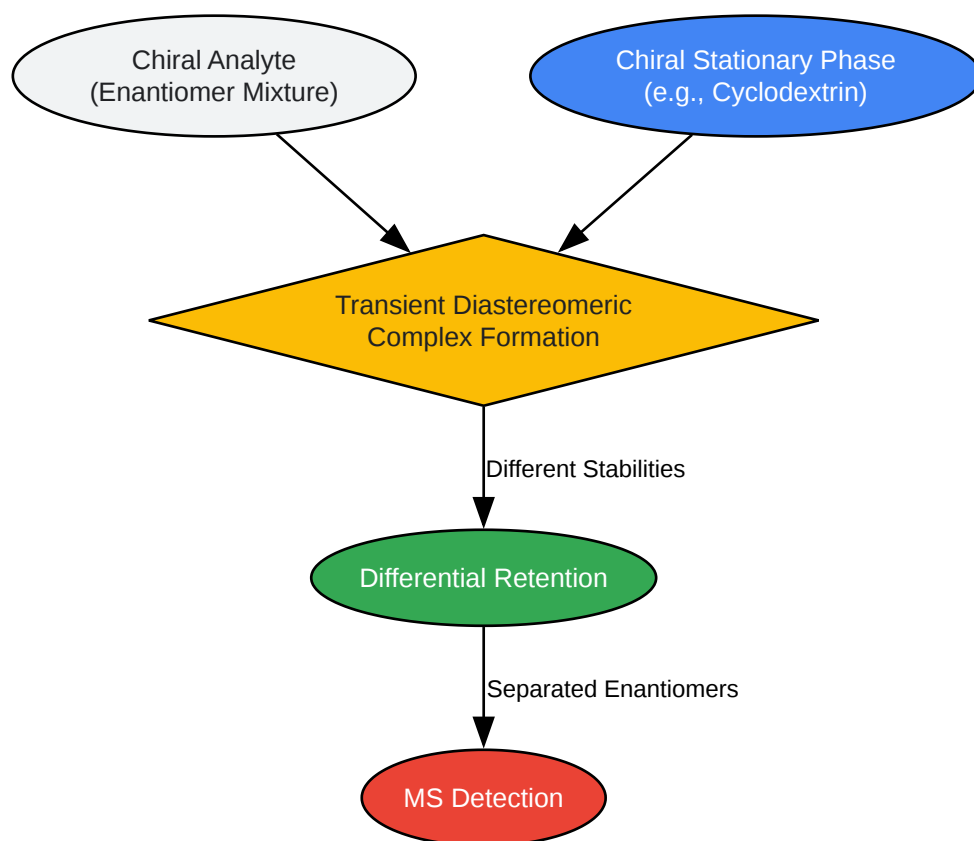 Chiral Analyte
(Enantiomer Mixture)
Chiral Stationary Phase
(e.g., Cyclodextrin)
Transient Diastereomeric
Complex Formation
Different Stabilities
Differential Retention
Separated Enantiomers
MS Detection